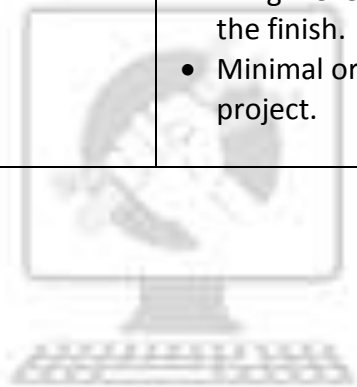 the finish.
• Minimal or
project.